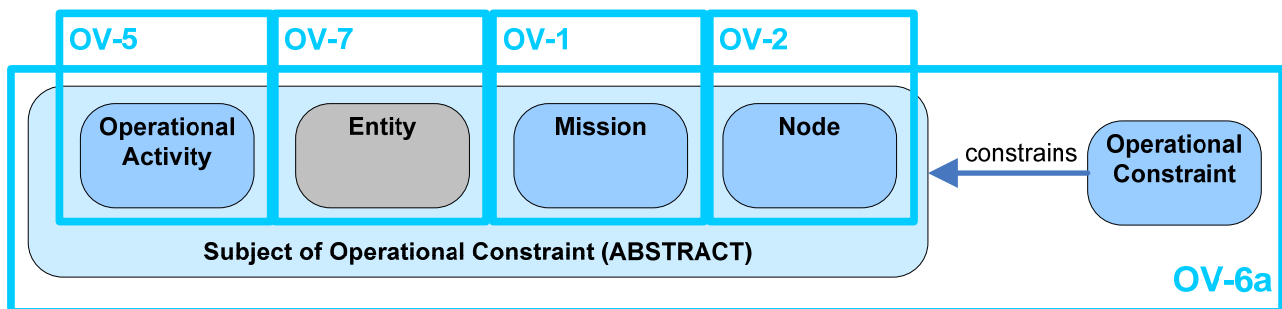 OV-5
OV-7
OV-1
OV-2
Operational
Activity
Entity
Mission
Node
constrains
Operational
Constraint
Subject of Operational Constraint (ABSTRACT)
OV-6a